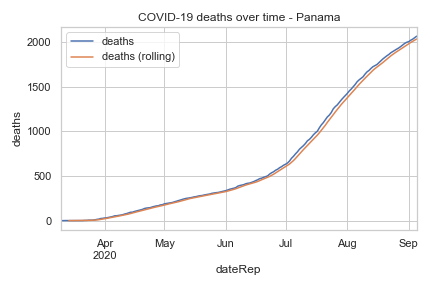 COVID-19 deaths over time - Panama
deaths
deaths (rolling)
2000
1500
1000
500
0
deaths
Apr
2020
May
Jun
Jul
Aug
Sep
dateRep